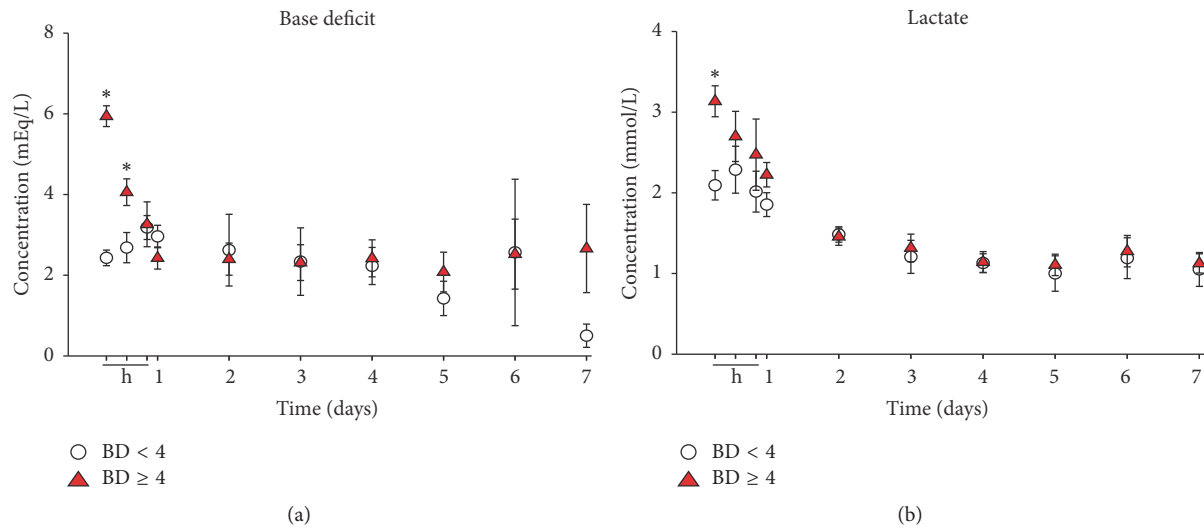 Base deficit
8
6
4
2
0
Concentration (mEq/L)
*
*
h
1
2
3
4
5
6
7
Time (days)
BD < 4
BD ≥ 4
(a)
Lactate
4
3
2
1
0
Concentration (mmol/L)
*
h
1
2
3
4
5
6
7
Time (days)
BD < 4
BD ≥ 4
(b)